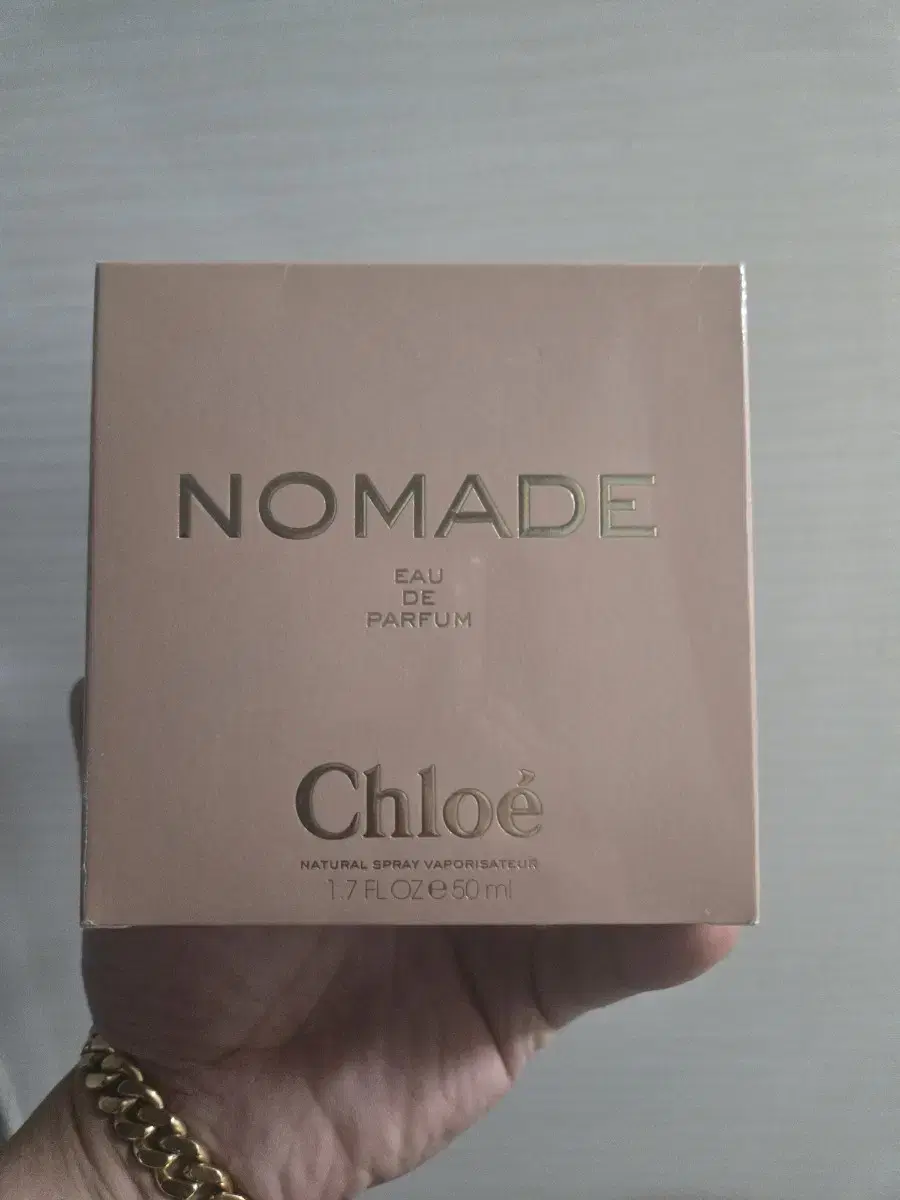 NOMADE
EAU
DE
PARFUM
Chloé
NATURAL SPRAY VAPORISATEUR
1.7 FL OZ ℮ 50 ml